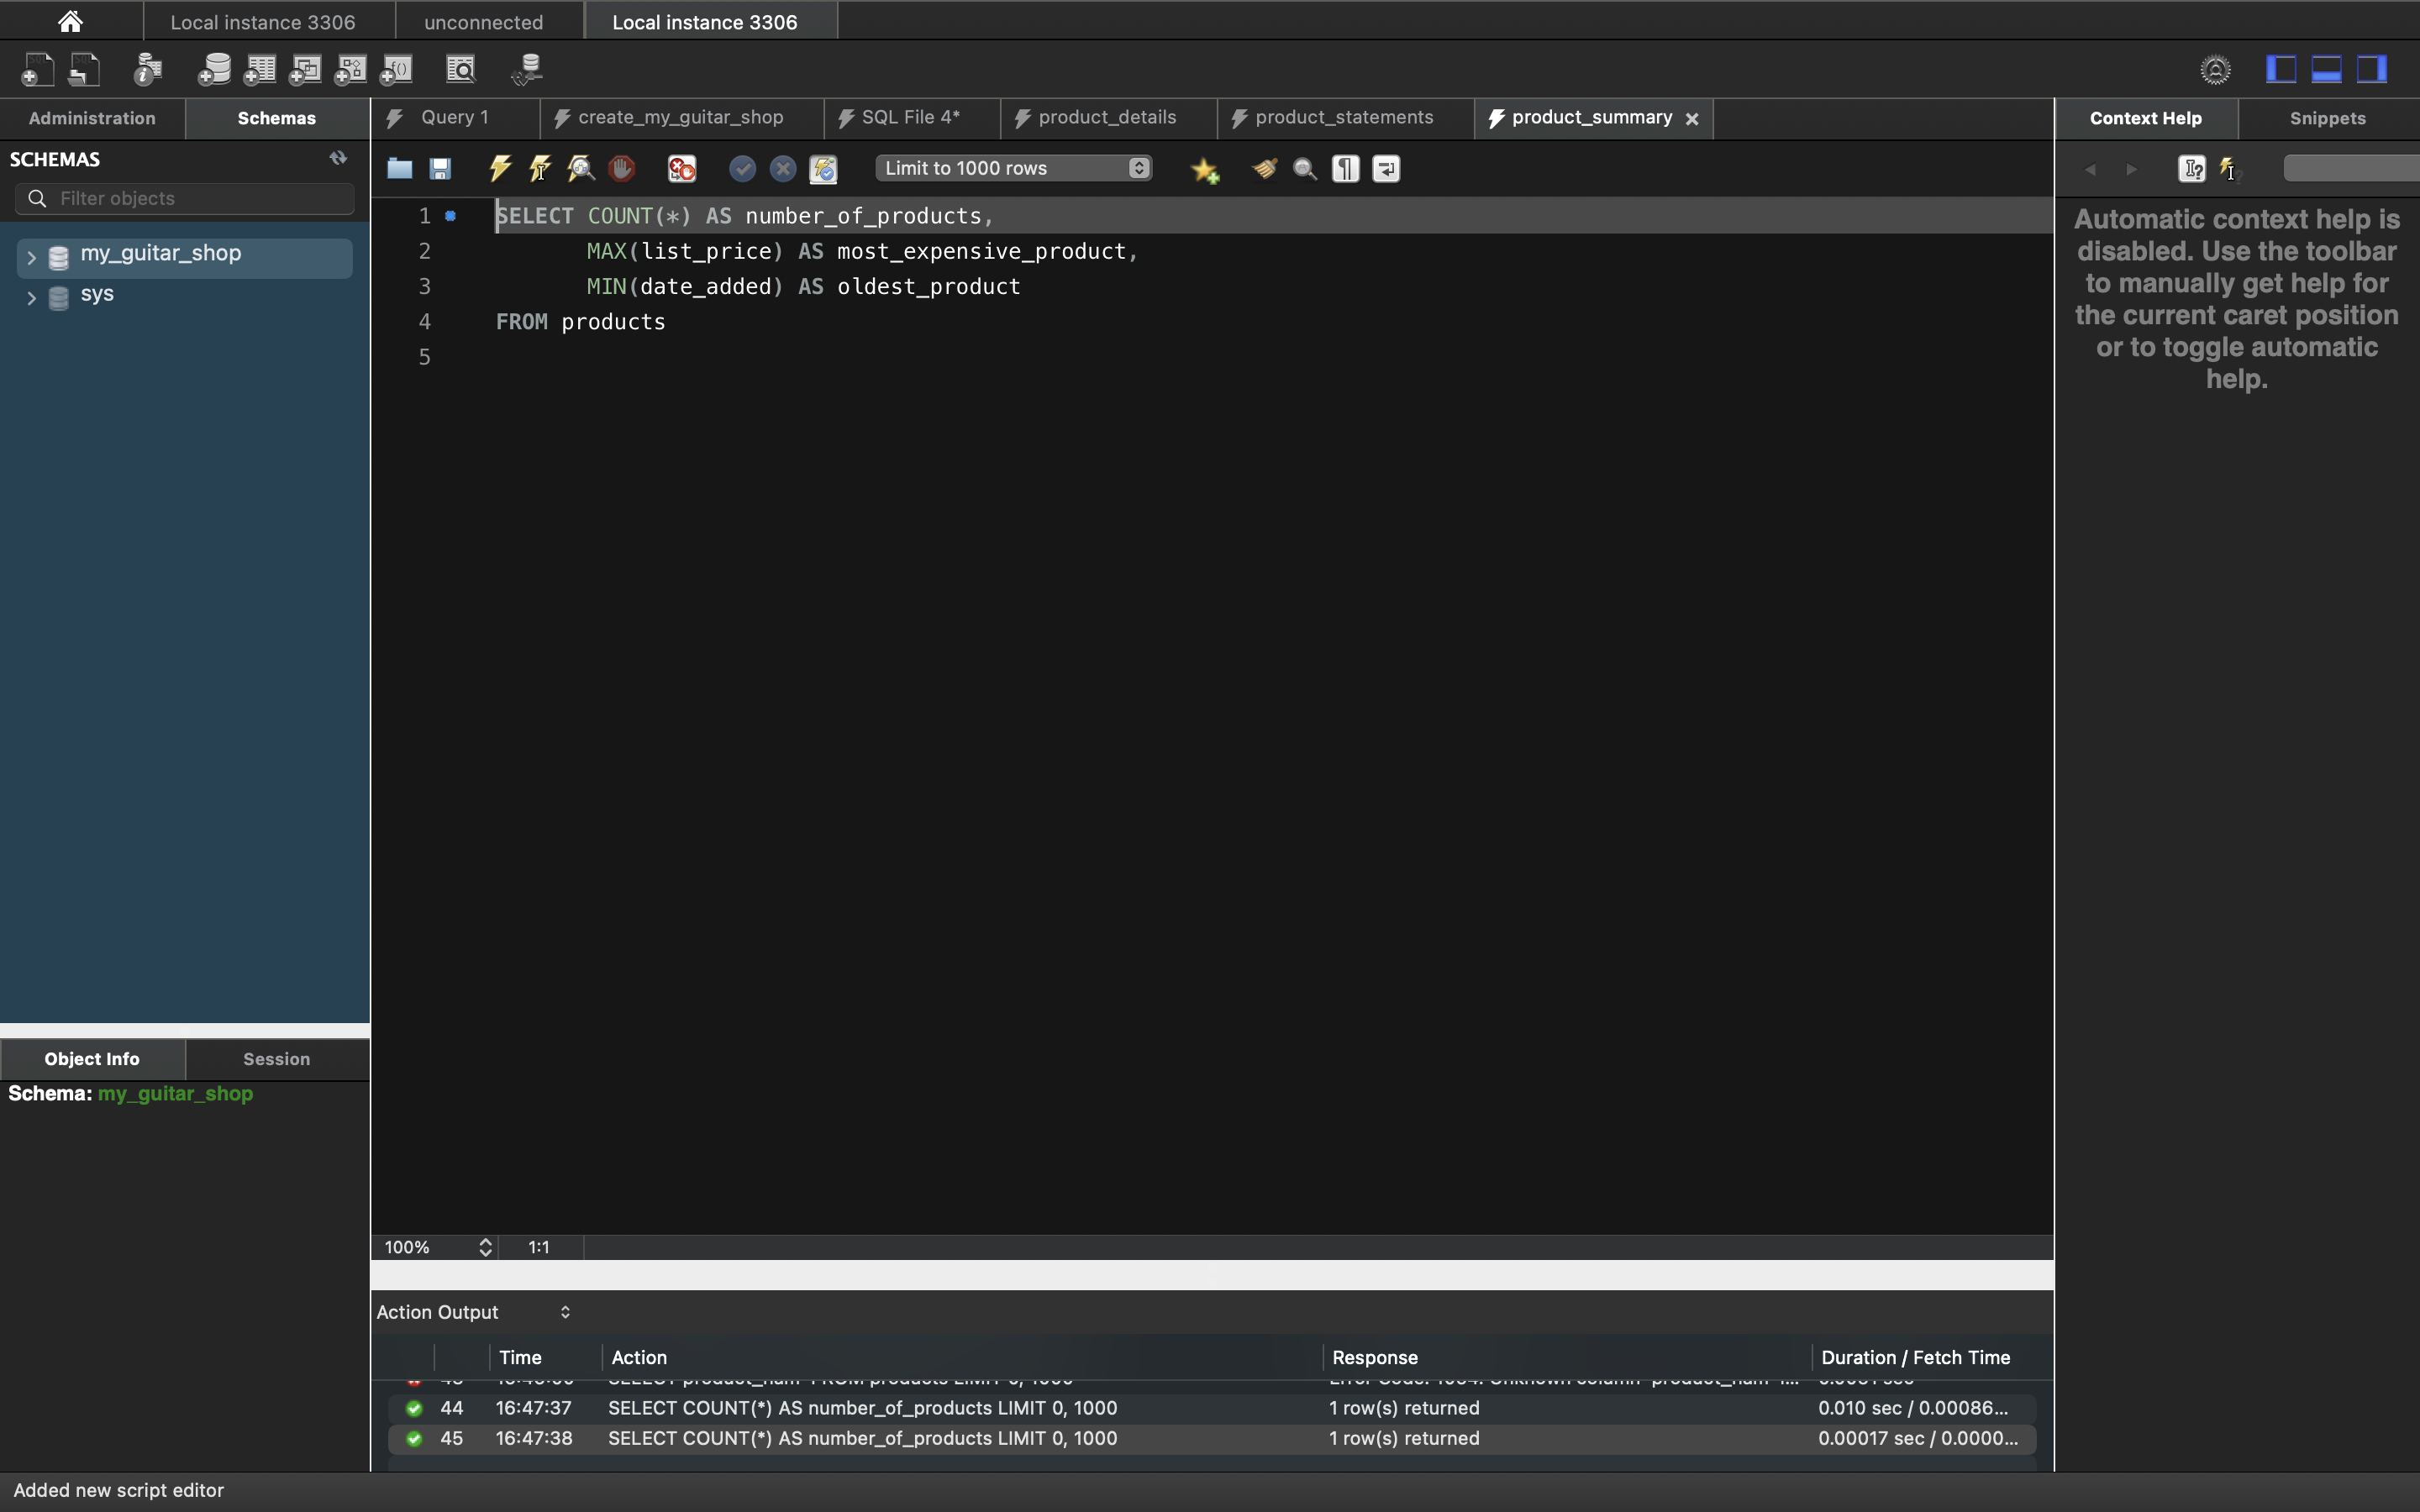 Local instance 3306
unconnected
Local instance 3306
Administration
Schemas
Query 1
create_my_guitar_shop
SQL File 4*
product_details
product_statements
product_summary
Context Help
Snippets
SCHEMAS
Filter objects
Limit to 1000 rows
my_guitar_shop
sys
1 SELECT COUNT(*) AS number_of_products,
2 MAX(list_price) AS most_expensive_product,
3 MIN(date_added) AS oldest_product
4 FROM products
5
Automatic context help is
disabled. Use the toolbar
to manually get help for
the current caret position
or to toggle automatic
help.
Object Info
Session
Schema: my_guitar_shop
100%
1:1
Action Output
Time Action Response Duration / Fetch Time
44 16:47:37 SELECT COUNT(*) AS number_of_products LIMIT 0, 1000 1 row(s) returned 0.010 sec / 0.00086...
45 16:47:38 SELECT COUNT(*) AS number_of_products LIMIT 0, 1000 1 row(s) returned 0.00017 sec / 0.0000...
Added new script editor